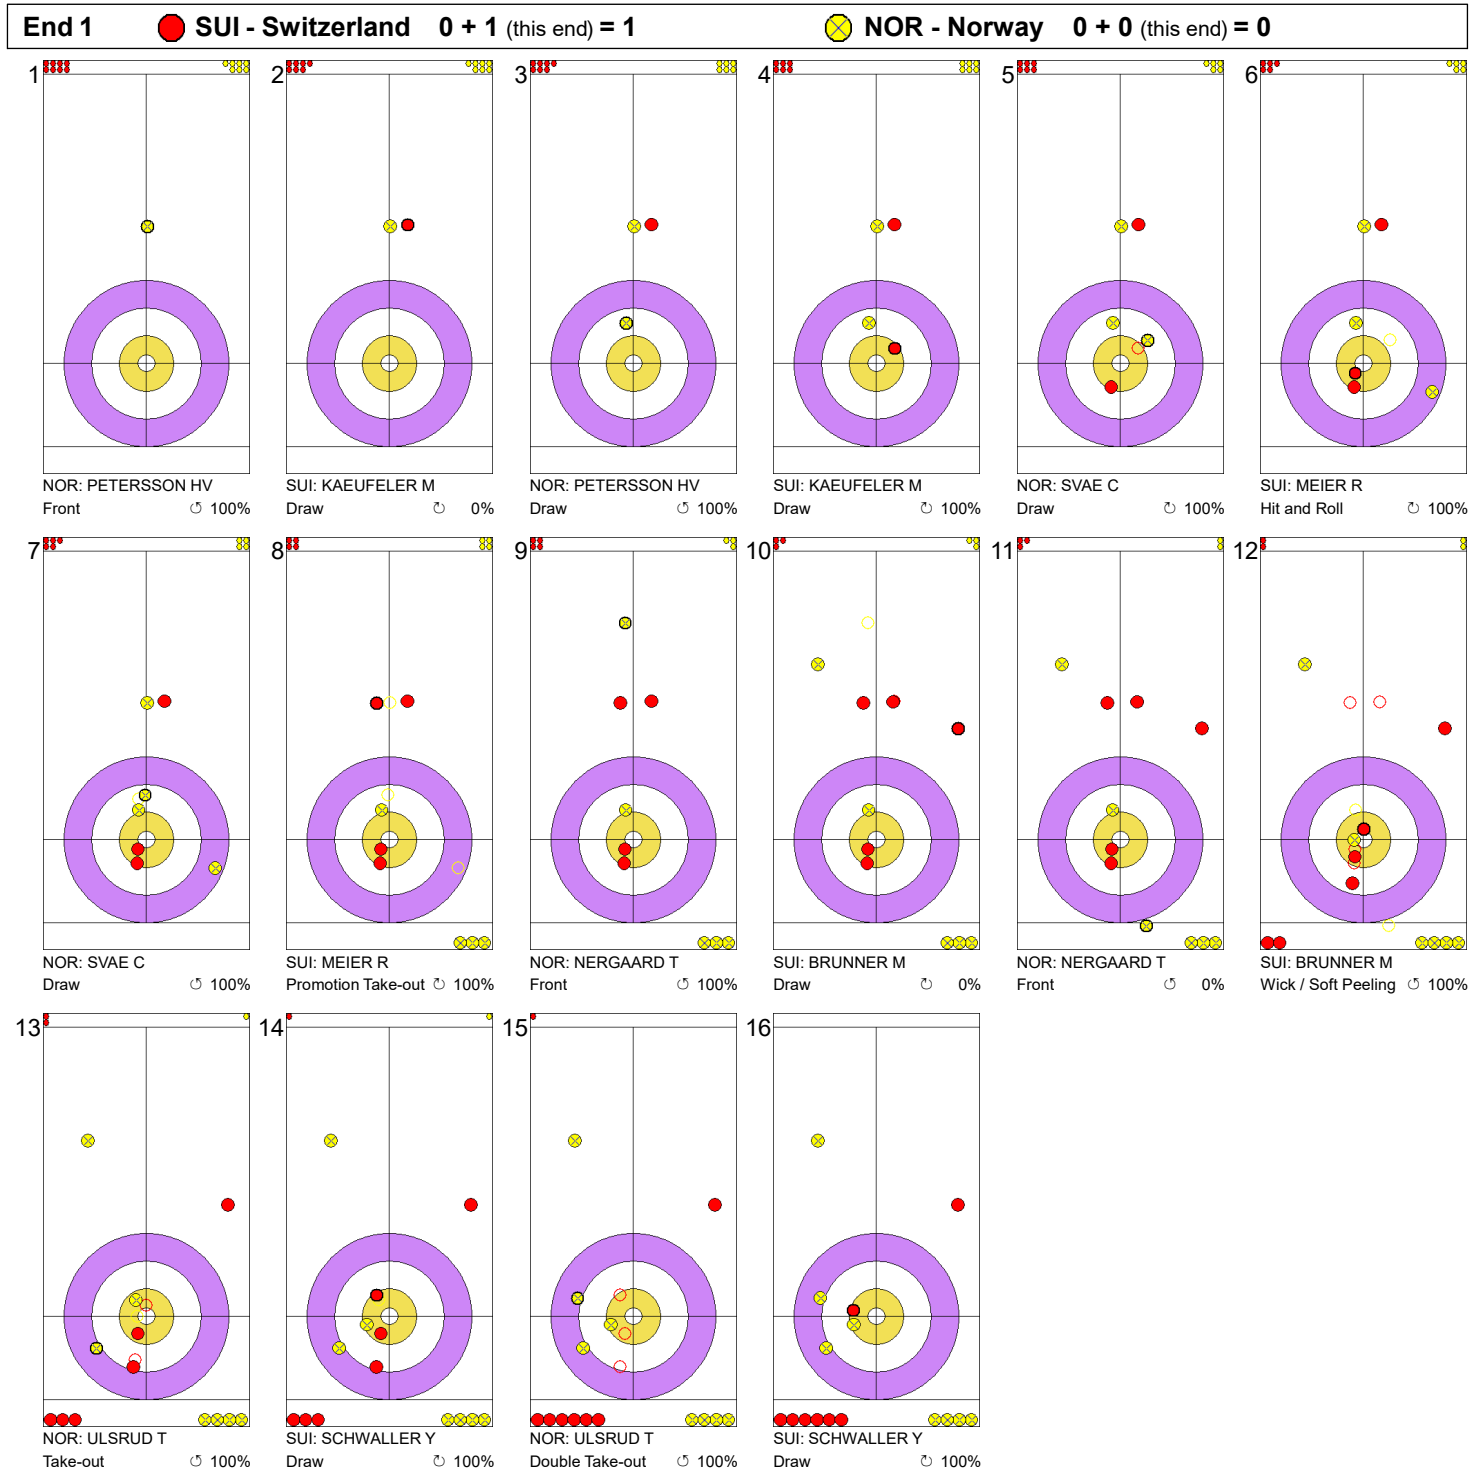 End 1 SUI - Switzerland 0 + 1 (this end) = 1 NOR - Norway 0 + 0 (this end) = 0
1 2 3 4 5 6
NOR: PETERSSON HV SUI: KAEUFELER M NOR: PETERSSON HV SUI: KAEUFELER M NOR: SVAE C SUI: MEIER R
Front ↺ 100% Draw ↻ 0% Draw ↺ 100% Draw ↻ 100% Draw ↺ 100% Hit and Roll ↻ 100%
7 8 9 10 11 12
NOR: SVAE C SUI: MEIER R NOR: NERGAARD T SUI: BRUNNER M NOR: NERGAARD T SUI: BRUNNER M
Draw ↺ 100% Promotion Take-out ↻ 100% Front ↺ 100% Draw ↻ 0% Front ↺ 0% Wick / Soft Peeling ↺ 100%
13 14 15 16
NOR: ULSRUD T SUI: SCHWALLER Y NOR: ULSRUD T SUI: SCHWALLER Y
Take-out ↺ 100% Draw ↻ 100% Double Take-out ↺ 100% Draw ↻ 100%